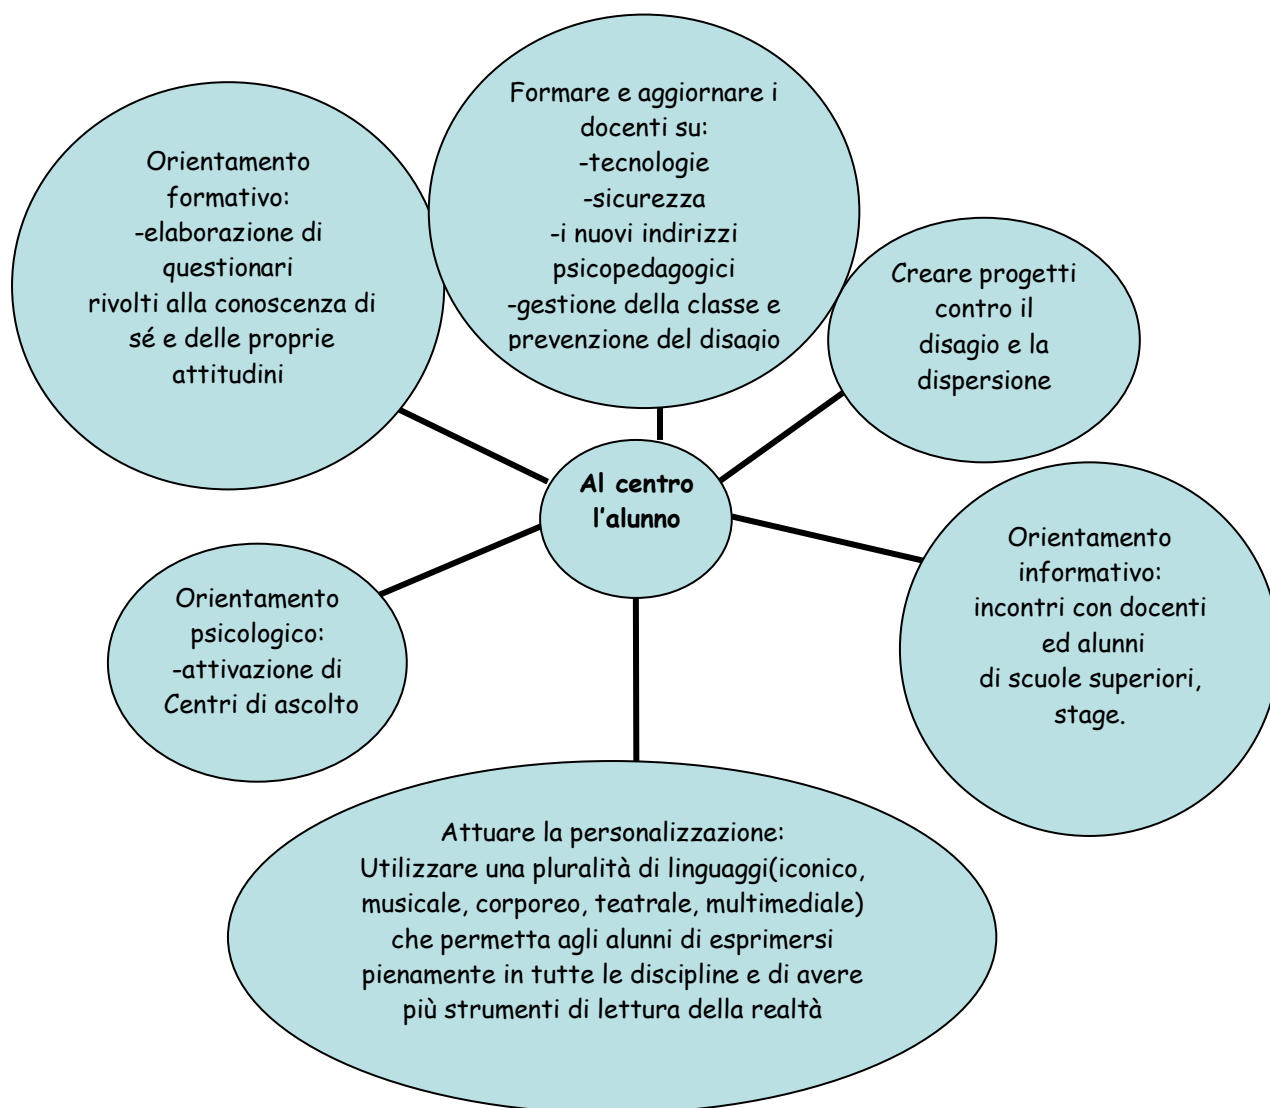 Orientamento
formativo:
-elaborazione di
questionari
rivolti alla conoscenza di
sé e delle proprie
attitudini
Formare e aggiornare i
docenti su:
-tecnologie
-sicurezza
-i nuovi indirizzi
psicopedagogici
-gestione della classe e
prevenzione del disagio
Creare progetti
contro il
disagio e la
dispersione
Al centro
l'alunno
Orientamento
psicologico:
-attivazione di
Centri di ascolto
Orientamento
informativo:
incontri con docenti
ed alunni
di scuole superiori,
stage.
Attuare la personalizzazione:
Utilizzare una pluralità di linguaggi(iconico,
musicale, corporeo, teatrale, multimediale)
che permetta agli alunni di esprimersi
pienamente in tutte le discipline e di avere
più strumenti di lettura della realtà